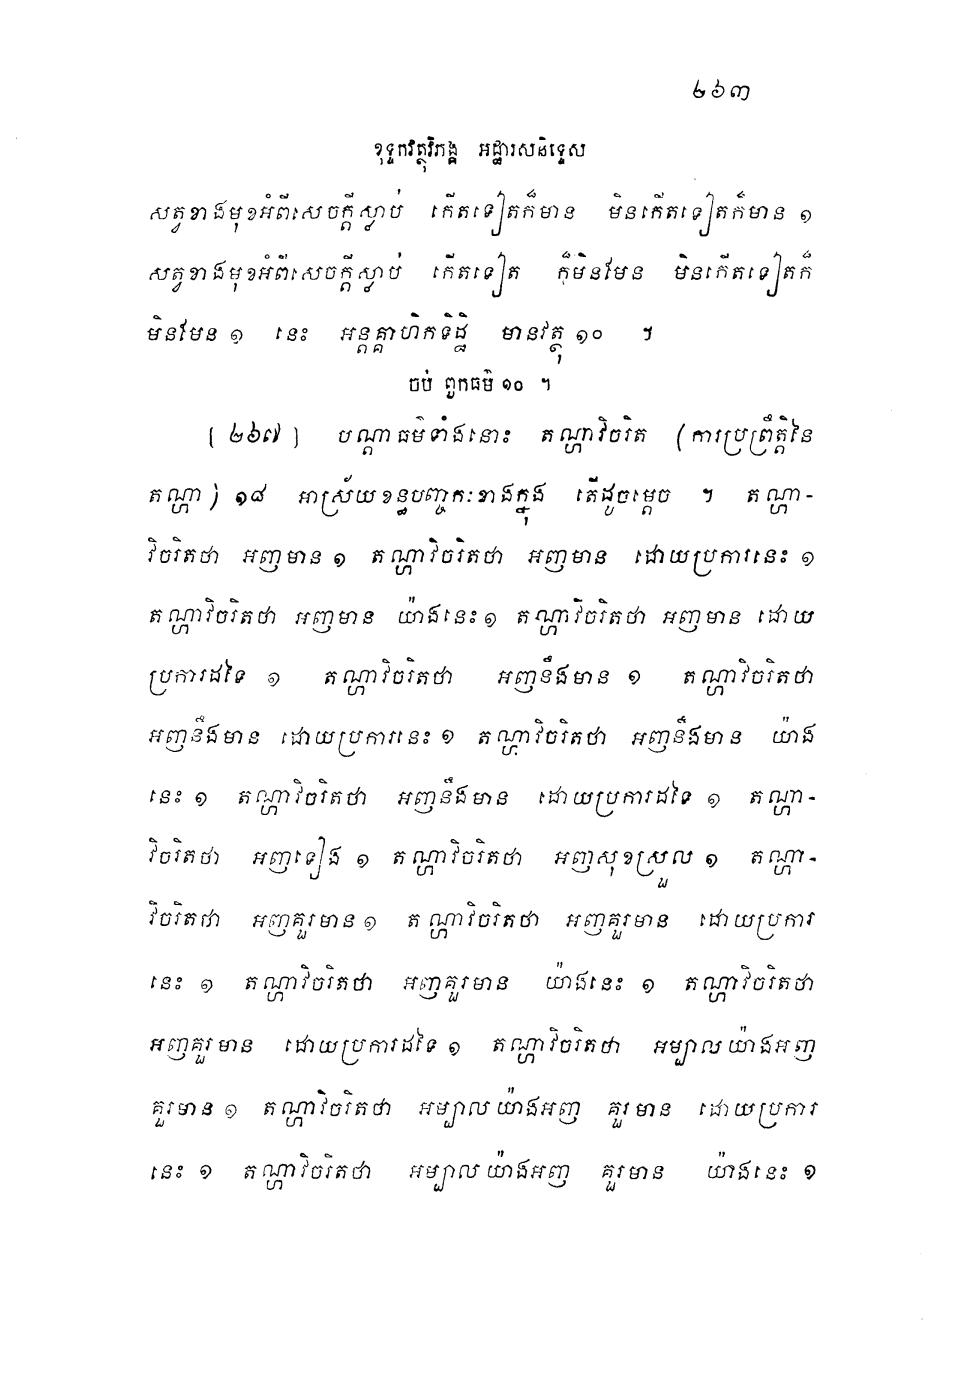 ២៦៣
ខុទ្ទកវត្ថុវិភង្គ អដ្ឋារសនិទ្ទេស
សត្វខាងមុខអំពីសេចក្តីស្លាប់ កើតទៀតក៏មាន មិនកើតទៀតក៏មាន ១
សត្វខាងមុខអំពីសេចក្តីស្លាប់ កើតទៀត ក៏មិនមែន មិនកើតទៀតក៏
មិនមែន ១ នេះ អន្តគ្គាហិកទិដ្ឋិ មានវត្ថុ ១០ ។
ចប់ ពួកធម៌ ១០ ។
[ ២៦៧ ] បណ្តាធម៌ទាំងនោះ តណ្ហាវិចរិត (ការប្រព្រឹត្តិនៃ
តណ្ហា) ១៨ អាស្រ័យខន្ធបញ្ចកៈខាងក្នុង តើដូចម្តេច ។ តណ្ហា-
វិចរិតថា អញមាន ១ តណ្ហាវិចរិតថា អញមាន ដោយប្រការនេះ ១
តណ្ហាវិចរិតថា អញមាន យ៉ាងនេះ ១ តណ្ហាវិចរិតថា អញមាន ដោយ
ប្រការដទៃ ១ តណ្ហាវិចរិតថា អញនឹងមាន ១ តណ្ហាវិចរិតថា
អញនឹងមាន ដោយប្រការនេះ ១ តណ្ហាវិចរិតថា អញនឹងមាន យ៉ាង
នេះ ១ តណ្ហាវិចរិតថា អញនឹងមាន ដោយប្រការដទៃ ១ តណ្ហា-
វិចរិតថា អញទៀង ១ តណ្ហាវិចរិតថា អញសុខស្រួល ១ តណ្ហា-
វិចរិតថា អញគួរមាន ១ តណ្ហាវិចរិតថា អញគួរមាន ដោយប្រការ
នេះ ១ តណ្ហាវិចរិតថា អញគួរមាន យ៉ាងនេះ ១ តណ្ហាវិចរិតថា
អញគួរមាន ដោយប្រការដទៃ ១ តណ្ហាវិចរិតថា អម្បាលយ៉ាងអញ
គួរមាន ១ តណ្ហាវិចរិតថា អម្បាលយ៉ាងអញ គួរមាន ដោយប្រការ
នេះ ១ តណ្ហាវិចរិតថា អម្បាលយ៉ាងអញ គួរមាន យ៉ាងនេះ ១